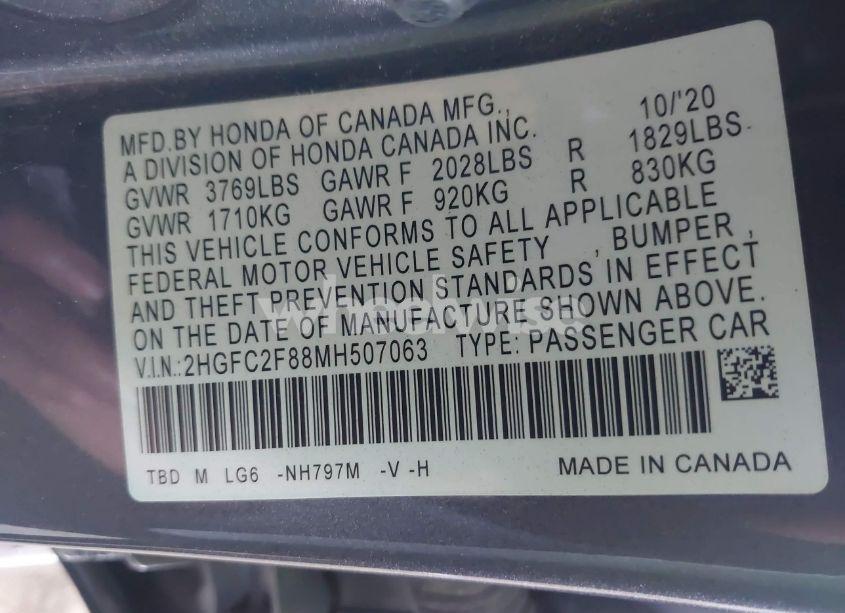 MFD.BY HONDA OF CANADA MFG., 10/'20
A DIVISION OF HONDA CANADA INC.
GVWR 3769LBS GAWR F 2028LBS R 1829LBS
GVWR 1710KG GAWR F 920KG R 830KG
THIS VEHICLE CONFORMS TO ALL APPLICABLE
FEDERAL MOTOR VEHICLE SAFETY , BUMPER ,
AND THEFT PREVENTION STANDARDS IN EFFECT
ON THE DATE OF MANUFACTURE SHOWN ABOVE.
V.I.N.:2HGFC2F88MH507063 TYPE: PASSENGER CAR
TBD M LG6 -NH797M -V -H MADE IN CANADA
wheelwise